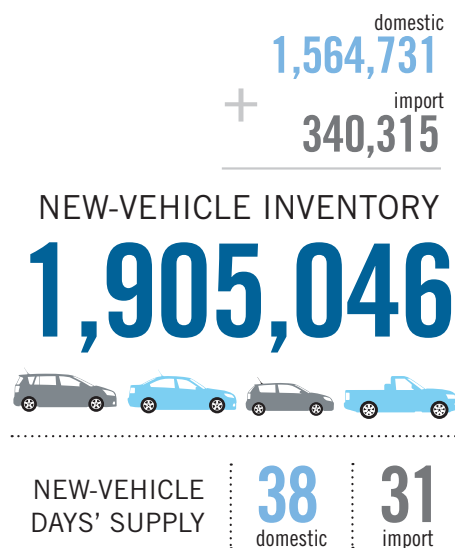 domestic
1,564,731
+
import
340,315
NEW-VEHICLE INVENTORY
1,905,046
NEW-VEHICLE
DAYS' SUPPLY
38
domestic
31
import